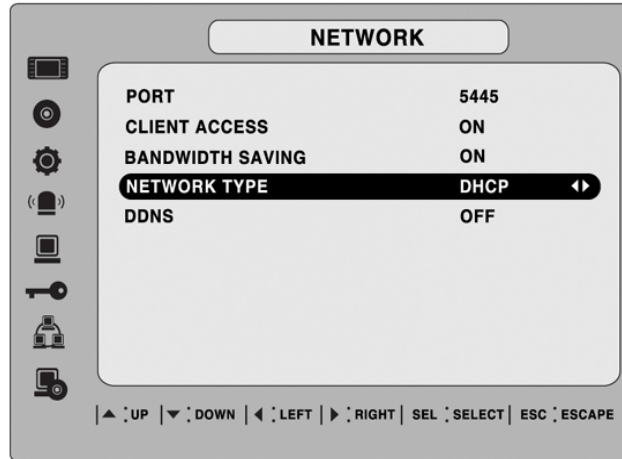 NETWORK
PORT 5445
CLIENT ACCESS ON
BANDWIDTH SAVING ON
NETWORK TYPE DHCP
DDNS OFF
▲ : UP | ▼ : DOWN | ◀ : LEFT | ▶ : RIGHT | SEL : SELECT | ESC : ESCAPE